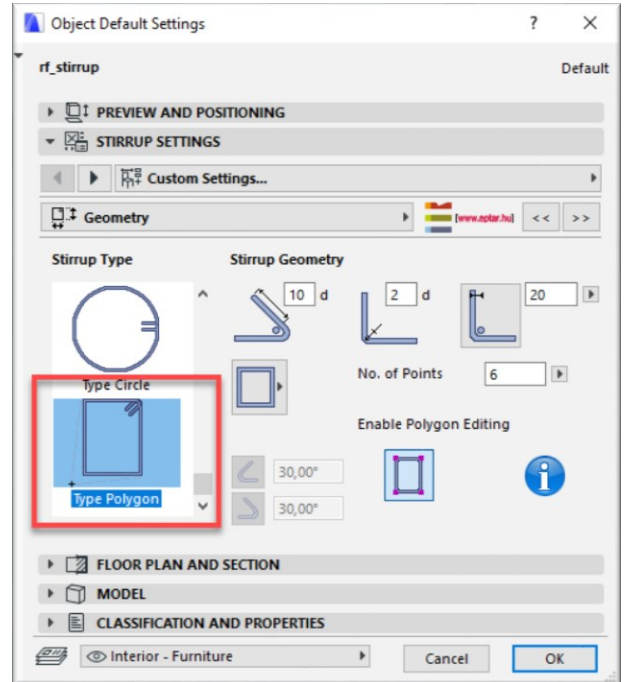 Object Default Settings
?
rf_stirrup
Default
PREVIEW AND POSITIONING
STIRRUP SETTINGS
Custom Settings...
Geometry
[www.eptar.hu]
<<
>>
Stirrup Type
Stirrup Geometry
10 d
2 d
20
Type Circle
No. of Points
6
Enable Polygon Editing
Type Polygon
30,00°
30,00°
FLOOR PLAN AND SECTION
MODEL
CLASSIFICATION AND PROPERTIES
Interior - Furniture
Cancel
OK